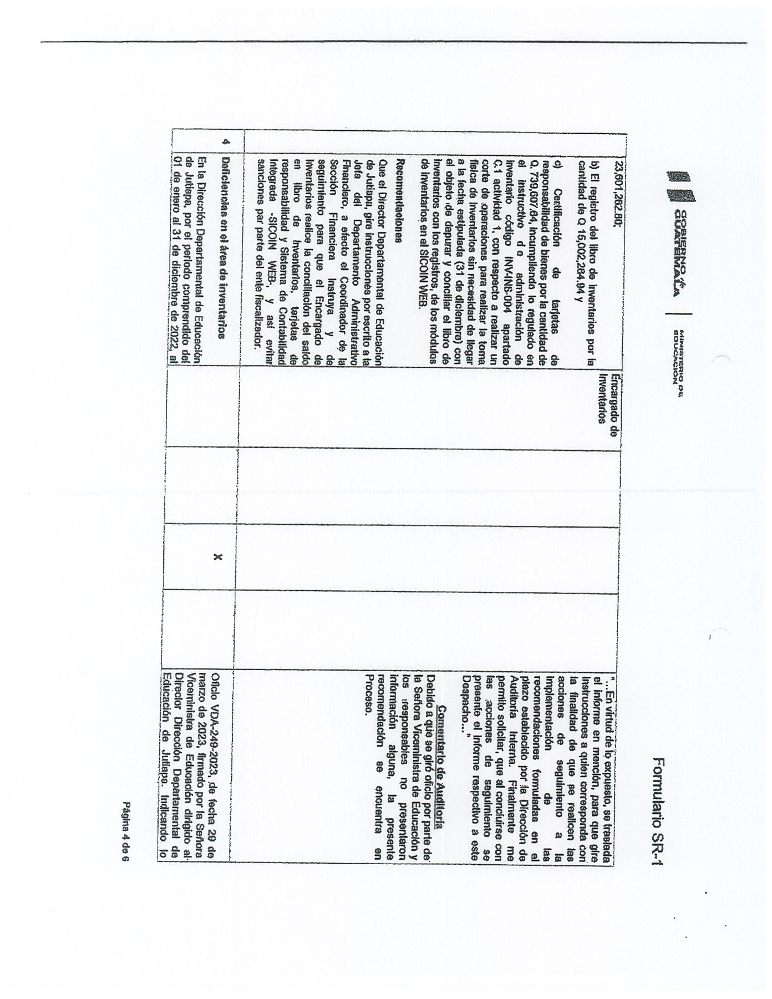 GOBIERNO de
GUATEMALA
MINISTERIO DE
EDUCACIÓN
Formulario SR-1
23,601,262.80;
b) El registro del libro de inventarios por la
cantidad de Q 15,002,264.94 y
c) Certificación de tarjetas de
responsabilidad de bienes por la cantidad de
Q. 739,607.64, incumpliendo lo regulado en
el instructivo de administración de
inventario código INV-INS-004 apartado
C.1 actividad 1, con respecto a realizar un
corte de operaciones para realizar la toma
física de inventarios sin necesidad de llegar
a la fecha estipulada (31 de diciembre) con
el objeto de depurar y conciliar el libro de
inventarios con los registros, de los módulos
de inventarios en el SICOIN WEB.
Recomendaciones
Que el Director Departamental de Educación
de Jutiapa, gire instrucciones por escrito a la
Jefa del Departamento Administrativo
Financiero, a efecto el Coordinador de la
Sección Financiera instruya y de
seguimiento para que el Encargado de
Inventarios realice la conciliación del saldo
en libro de inventarios, tarjetas de
responsabilidad y Sistema de Contabilidad
Integrada -SICOIN WEB-, y así evitar
sanciones par parte del ente fiscalizador.
Encargado de
Inventarios
"...En virtud de lo expuesto, se traslada
el informe en mención, para que gire
instrucciones a quien corresponda con
la finalidad de que se realicen las
acciones de seguimiento a la
implementación de las
recomendaciones formuladas en el
plazo establecido por la Dirección de
Auditoría Interna. Finalmente me
permito solicitar, que al concluirse con
las acciones de seguimiento se
presente el informe respectivo a este
Despacho..."
Comentario de Auditoría
Debido a que se giró oficio por parte de
la Señora Viceministra de Educación y
los responsables no presentaron
información alguna, la presente
recomendación se encuentra en
Proceso.
4
Deficiencias en el área de inventarios
En la Dirección Departamental de Educación
de Jutiapa, por el período comprendido del
01 de enero al 31 de diciembre de 2022, al
X
Oficio VDA-249-2023, de fecha 29 de
marzo de 2023, firmado por la Señora
Viceministra de Educación dirigido al
Director Dirección Departamental de
Educación de Jutiapa. Indicando lo
Página 4 de 6